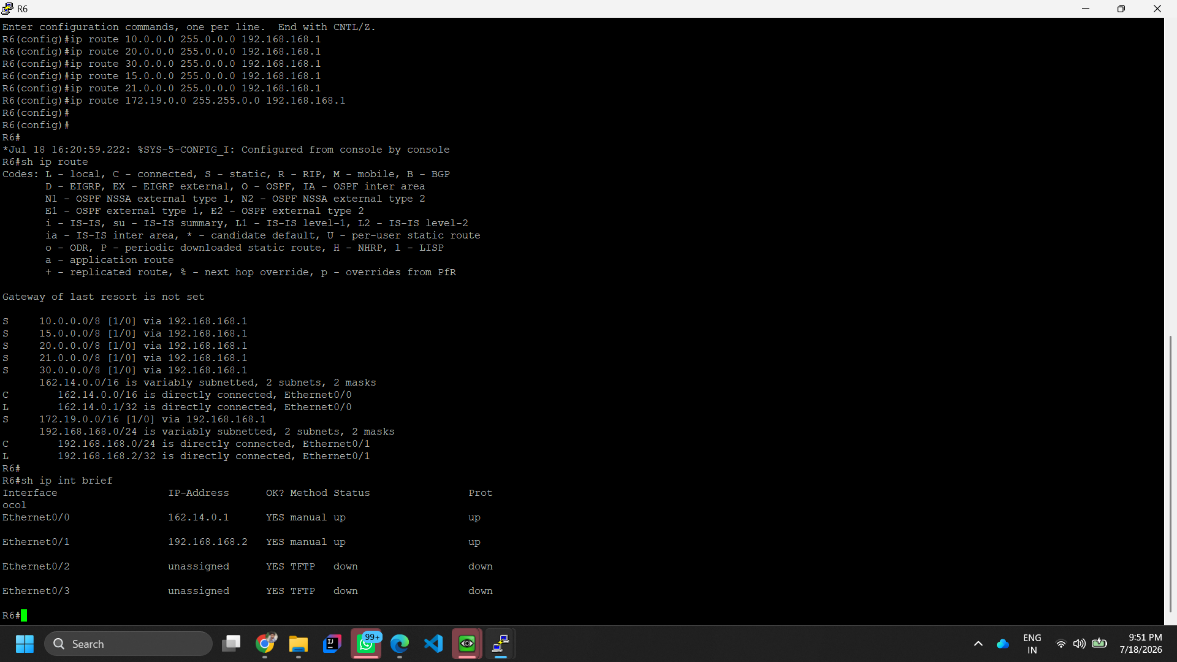 R6
Enter configuration commands, one per line.  End with CNTL/Z.
R6(config)#ip route 10.0.0.0 255.0.0.0 192.168.168.1
R6(config)#ip route 20.0.0.0 255.0.0.0 192.168.168.1
R6(config)#ip route 30.0.0.0 255.0.0.0 192.168.168.1
R6(config)#ip route 15.0.0.0 255.0.0.0 192.168.168.1
R6(config)#ip route 21.0.0.0 255.0.0.0 192.168.168.1
R6(config)#ip route 172.19.0.0 255.255.0.0 192.168.168.1
R6(config)#
R6(config)#
R6#
*Jul 18 16:20:59.222: %SYS-5-CONFIG_I: Configured from console by console
R6#sh ip route
Codes: L - local, C - connected, S - static, R - RIP, M - mobile, B - BGP
       D - EIGRP, EX - EIGRP external, O - OSPF, IA - OSPF inter area
       N1 - OSPF NSSA external type 1, N2 - OSPF NSSA external type 2
       E1 - OSPF external type 1, E2 - OSPF external type 2
       i - IS-IS, su - IS-IS summary, L1 - IS-IS level-1, L2 - IS-IS level-2
       ia - IS-IS inter area, * - candidate default, U - per-user static route
       o - ODR, P - periodic downloaded static route, H - NHRP, l - LISP
       a - application route
       + - replicated route, % - next hop override, p - overrides from PfR
Gateway of last resort is not set
S     10.0.0.0/8 [1/0] via 192.168.168.1
S     15.0.0.0/8 [1/0] via 192.168.168.1
S     20.0.0.0/8 [1/0] via 192.168.168.1
S     21.0.0.0/8 [1/0] via 192.168.168.1
S     30.0.0.0/8 [1/0] via 192.168.168.1
      162.14.0.0/16 is variably subnetted, 2 subnets, 2 masks
C        162.14.0.0/16 is directly connected, Ethernet0/0
L        162.14.0.1/32 is directly connected, Ethernet0/0
S     172.19.0.0/16 [1/0] via 192.168.168.1
      192.168.168.0/24 is variably subnetted, 2 subnets, 2 masks
C        192.168.168.0/24 is directly connected, Ethernet0/1
L        192.168.168.2/32 is directly connected, Ethernet0/1
R6#
R6#sh ip int brief
Interface                  IP-Address      OK? Method Status                Prot
ocol
Ethernet0/0                162.14.0.1      YES manual up                    up
Ethernet0/1                192.168.168.2   YES manual up                    up
Ethernet0/2                unassigned      YES TFTP   down                  down
Ethernet0/3                unassigned      YES TFTP   down                  down
R6#
Search
99+
ENG
IN
9:51 PM
7/18/2026